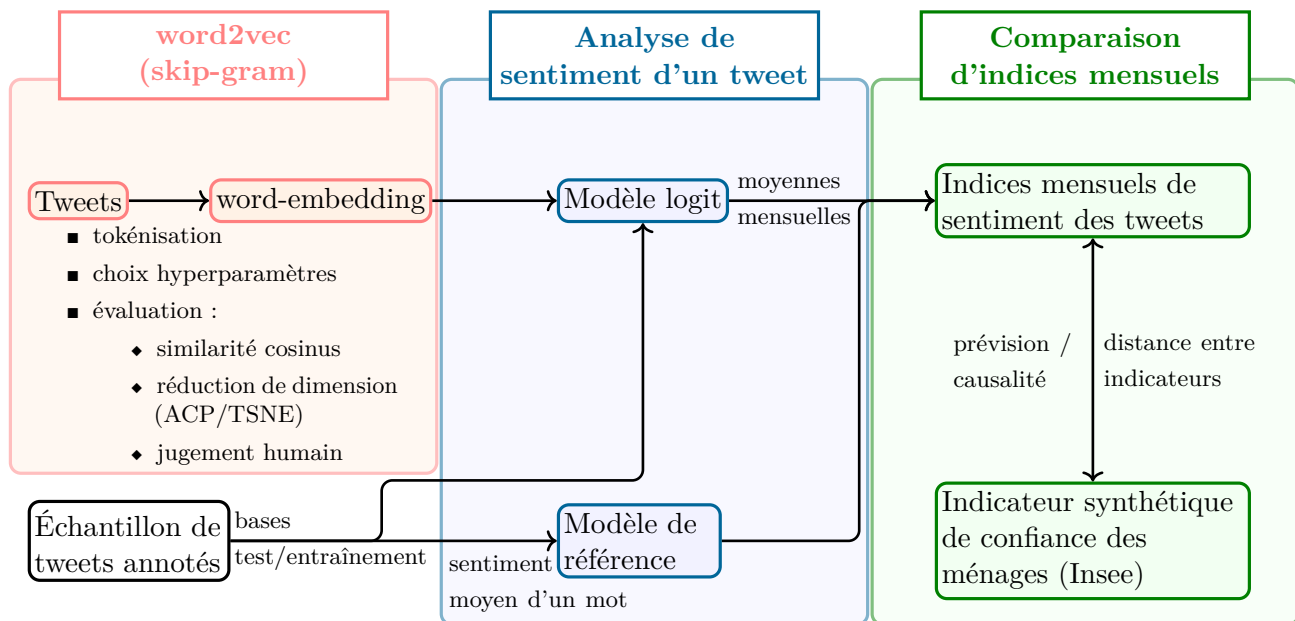 word2vec
(skip-gram)
Analyse de
sentiment d'un tweet
Comparaison
d'indices mensuels
Tweets
word-embedding
■ tokénisation
■ choix hyperparamètres
■ évaluation :
◆ similarité cosinus
◆ réduction de dimension
(ACP/TSNE)
◆ jugement humain
Modèle logit
moyennes
mensuelles
Indices mensuels de
sentiment des tweets
prévision /
causalité
distance entre
indicateurs
Échantillon de
tweets annotés
bases
test/entraînement
sentiment
moyen d'un mot
Modèle de
référence
Indicateur synthétique
de confiance des
ménages (Insee)